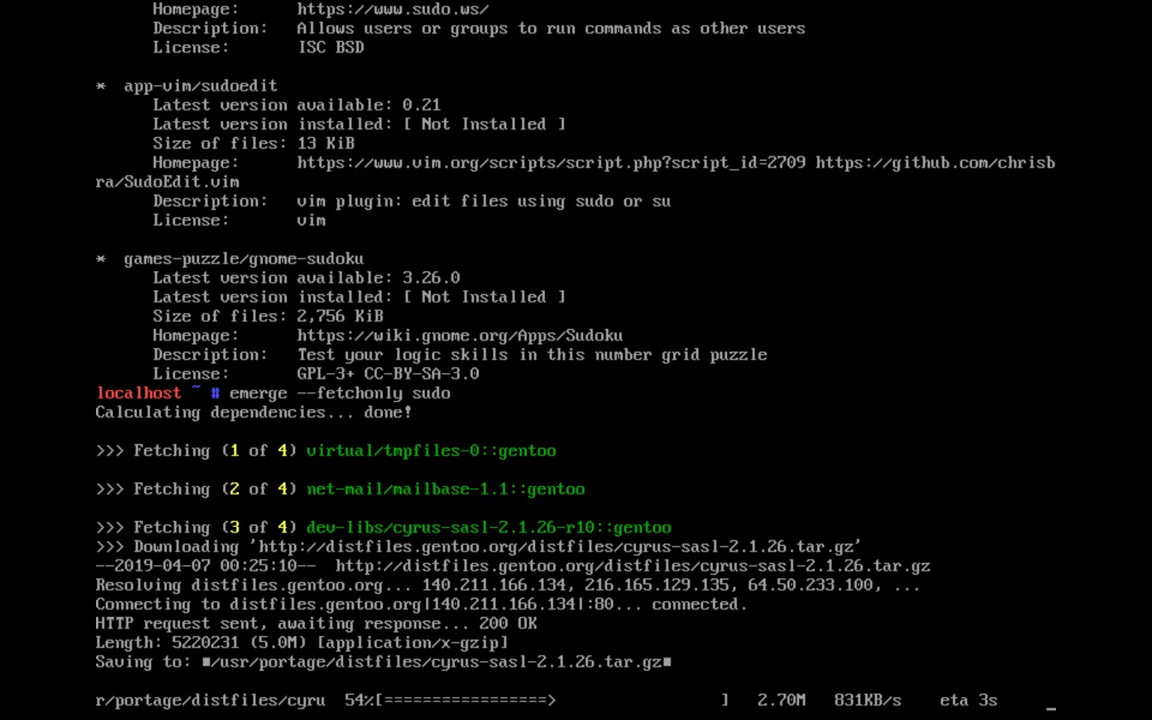 Homepage:      https://www.sudo.ws/
Description:   Allows users or groups to run commands as other users
License:       ISC BSD
*  app-vim/sudoedit
Latest version available: 0.21
Latest version installed: [ Not Installed ]
Size of files: 13 KiB
Homepage:      https://www.vim.org/scripts/script.php?script_id=2709 https://github.com/chrisb
ra/SudoEdit.vim
Description:   vim plugin: edit files using sudo or su
License:       vim
*  games-puzzle/gnome-sudoku
Latest version available: 3.26.0
Latest version installed: [ Not Installed ]
Size of files: 2,756 KiB
Homepage:      https://wiki.gnome.org/Apps/Sudoku
Description:   Test your logic skills in this number grid puzzle
License:       GPL-3+ CC-BY-SA-3.0
localhost ~ # emerge --fetchonly sudo
Calculating dependencies... done!
>>> Fetching (1 of 4) virtual/tmpfiles-0::gentoo
>>> Fetching (2 of 4) net-mail/mailbase-1.1::gentoo
>>> Fetching (3 of 4) dev-libs/cyrus-sasl-2.1.26-r10::gentoo
>>> Downloading 'http://distfiles.gentoo.org/distfiles/cyrus-sasl-2.1.26.tar.gz'
--2019-04-07 00:25:10--  http://distfiles.gentoo.org/distfiles/cyrus-sasl-2.1.26.tar.gz
Resolving distfiles.gentoo.org... 140.211.166.134, 216.165.129.135, 64.50.233.100, ...
Connecting to distfiles.gentoo.org|140.211.166.134|:80... connected.
HTTP request sent, awaiting response... 200 OK
Length: 5220231 (5.0M) [application/x-gzip]
Saving to: ■/usr/portage/distfiles/cyrus-sasl-2.1.26.tar.gz■
r/portage/distfiles/cyru  54%[=================>                 ]   2.70M   831KB/s    eta 3s     _